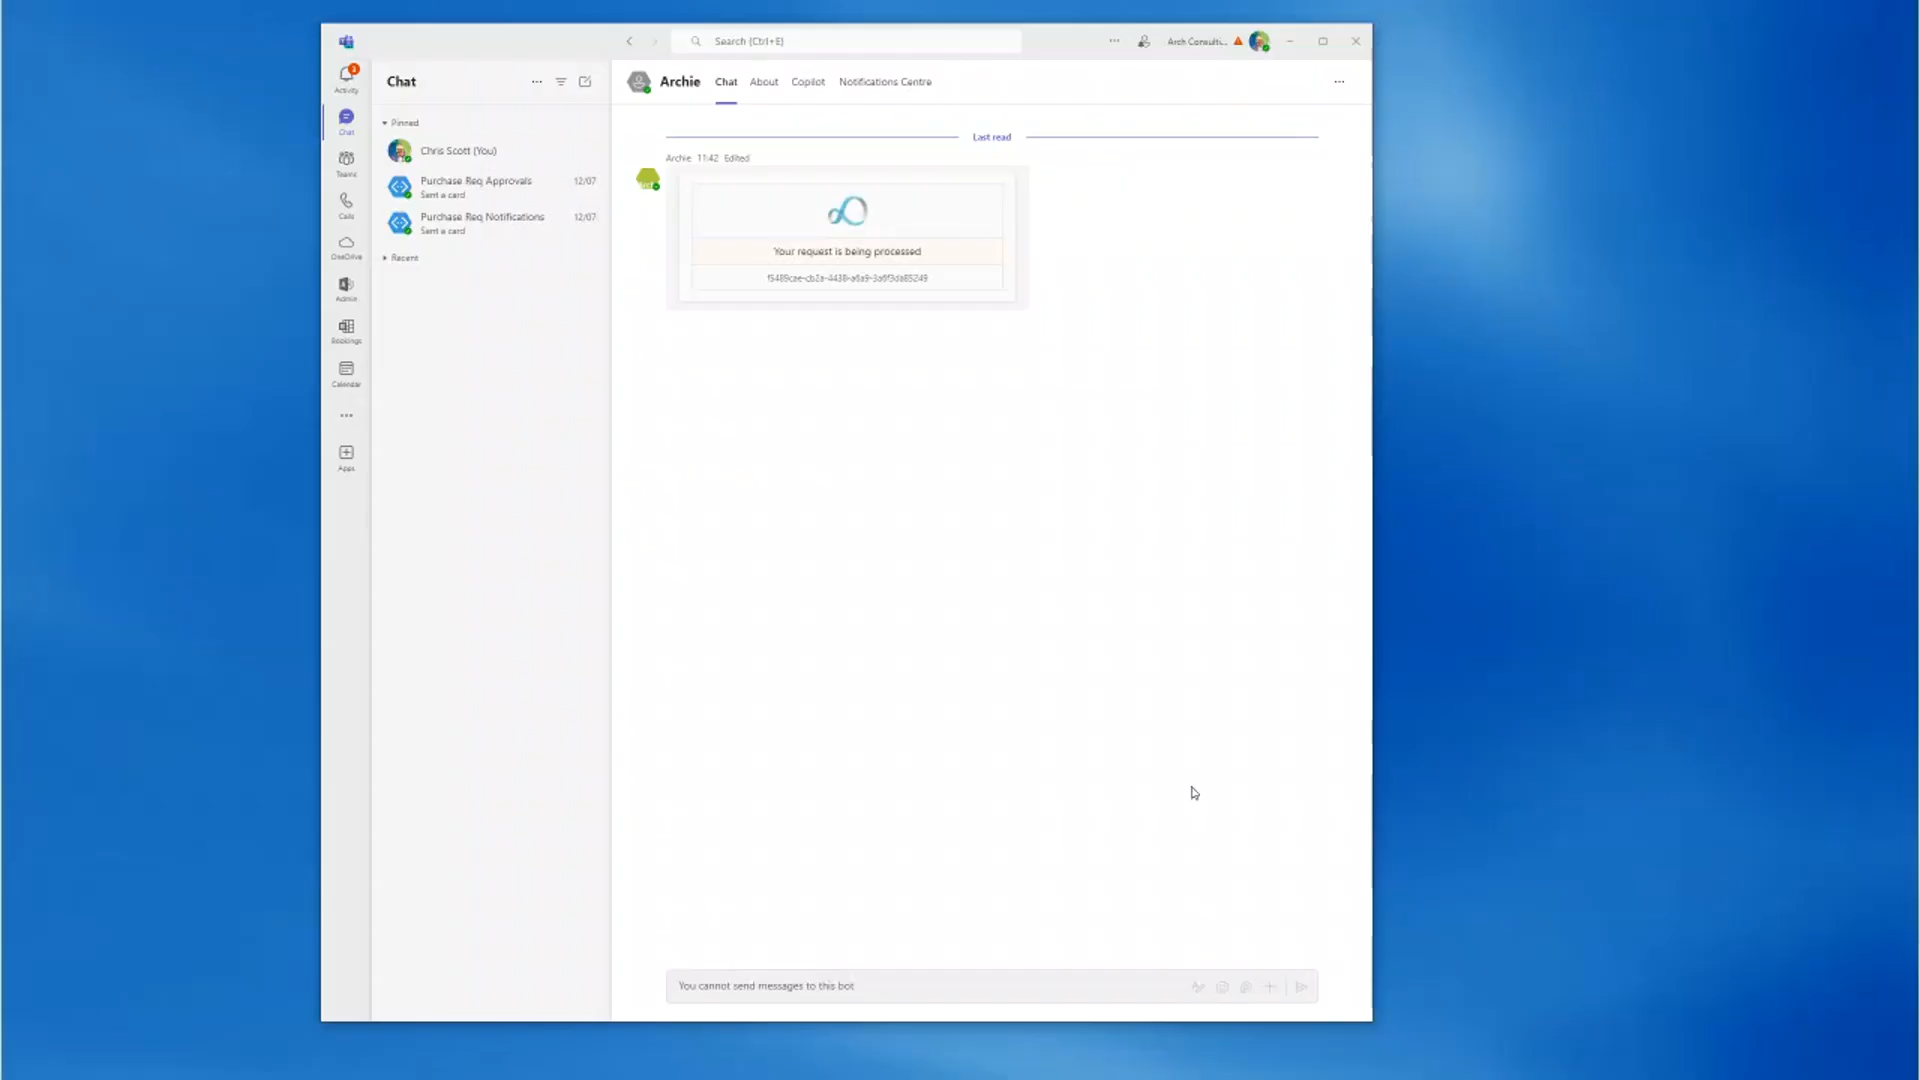 Search (Ctrl+E)
Arch Consulti...
3
Activity
Chat
Teams
Calls
OneDrive
Admin
Bookings
Calendar
Apps
Chat
Pinned
Chris Scott (You)
Purchase Req Approvals 12/07
Sent a card
Purchase Req Notifications 12/07
Sent a card
Recent
Archie Chat About Copilot Notifications Centre
Last read
Archie 11:42 Edited
Your request is being processed
You cannot send messages to this bot